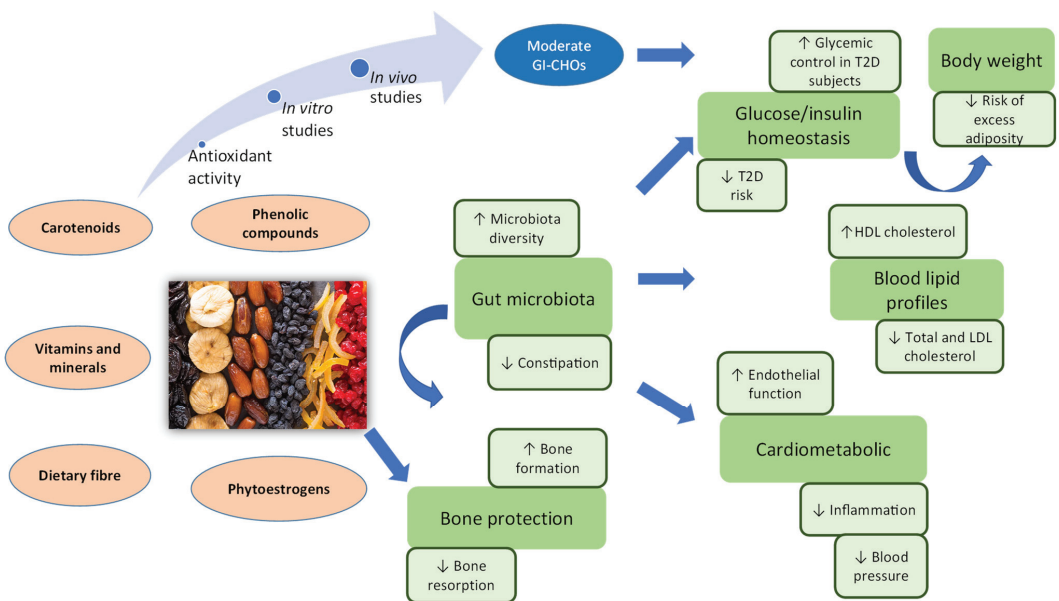 Moderate
GI-CHOs
In vivo
studies
In vitro
studies
Antioxidant
activity
Carotenoids
Phenolic
compounds
Vitamins and
minerals
Dietary fibre
Phytoestrogens
↑ Microbiota
diversity
Gut microbiota
↓ Constipation
↑ Bone
formation
Bone protection
↓ Bone
resorption
↑ Glycemic
control in T2D
subjects
Glucose/insulin
homeostasis
↓ T2D
risk
Body weight
↓ Risk of
excess
adiposity
↑HDL cholesterol
Blood lipid
profiles
↓ Total and LDL
cholesterol
↑ Endothelial
function
Cardiometabolic
↓ Inflammation
↓ Blood
pressure